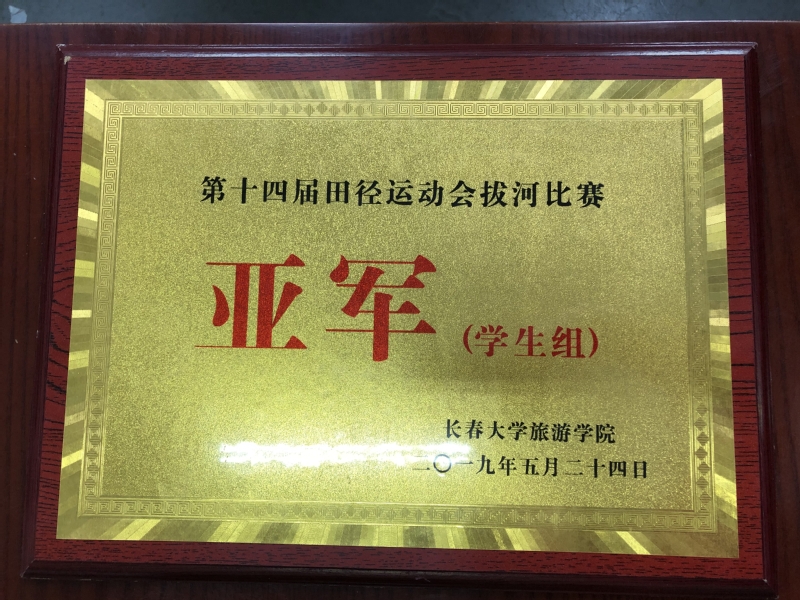 第十四届田径运动会拔河比赛
亚军 (学生组)
长春大学旅游学院
二〇一九年五月二十四日